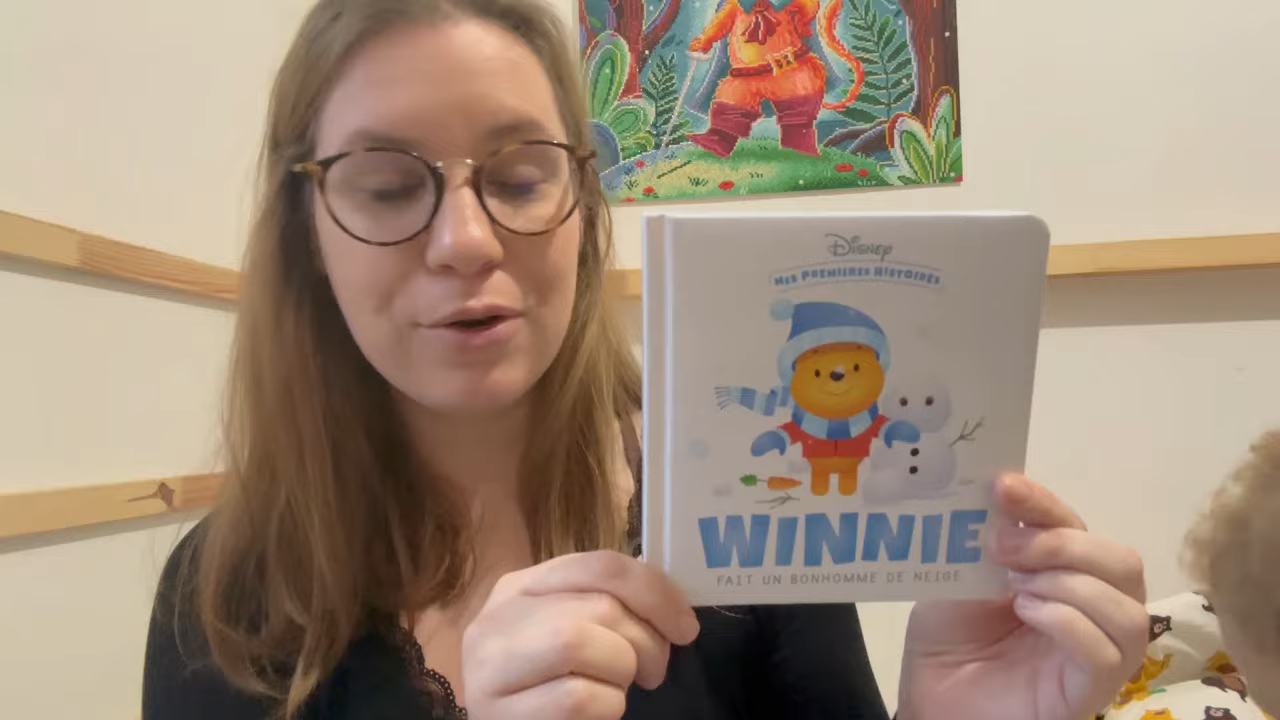 Disney
MES PREMIÈRES HISTOIRES
WINNIE
FAIT UN BONHOMME DE NEIGE